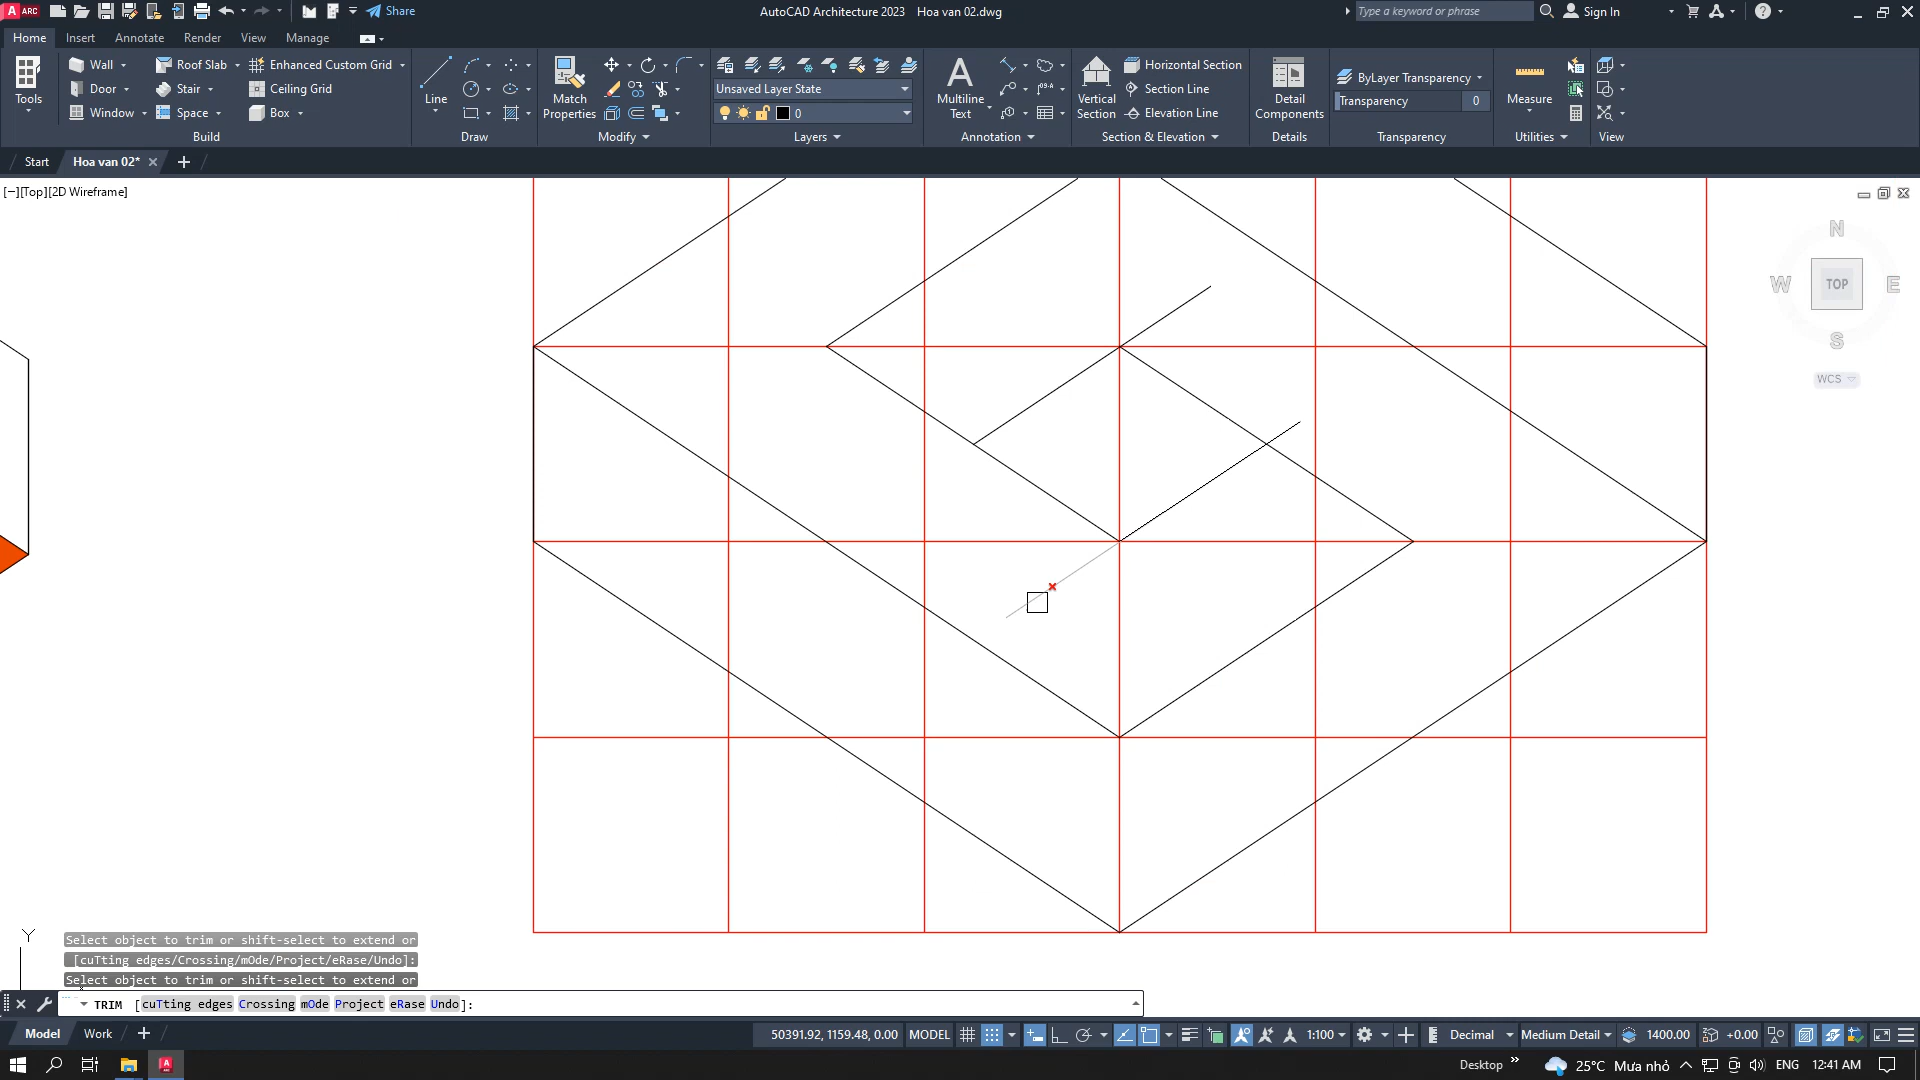 ARC
Share
AutoCAD Architecture 2023 Hoa van 02.dwg
Type a keyword or phrase
Sign In
Home Insert Annotate Render View Manage
Tools
Wall
Door
Window
Roof Slab
Stair
Space
Enhanced Custom Grid
Ceiling Grid
Box
Build
Line
Draw
Match Properties
Modify
Unsaved Layer State
0
Layers
Multiline Text
Annotation
Vertical Section
Horizontal Section
Section Line
Elevation Line
Section & Elevation
Detail Components
Details
ByLayer Transparency
Transparency 0
Transparency
Measure
Utilities
View
Start
Hoa van 02*
[−][Top][2D Wireframe]
N
W TOP E
S
WCS
Y
Select object to trim or shift-select to extend or
[cuTting edges/Crossing/mOde/Project/eRase/Undo]:
Select object to trim or shift-select to extend or
TRIM [cuTting edges Crossing mOde Project eRase Undo]:
Model Work
50391.92, 1159.48, 0.00 MODEL
1:100
Decimal
Medium Detail
1400.00
+0.00
Desktop
25°C Mưa nhỏ
ENG 12:41 AM